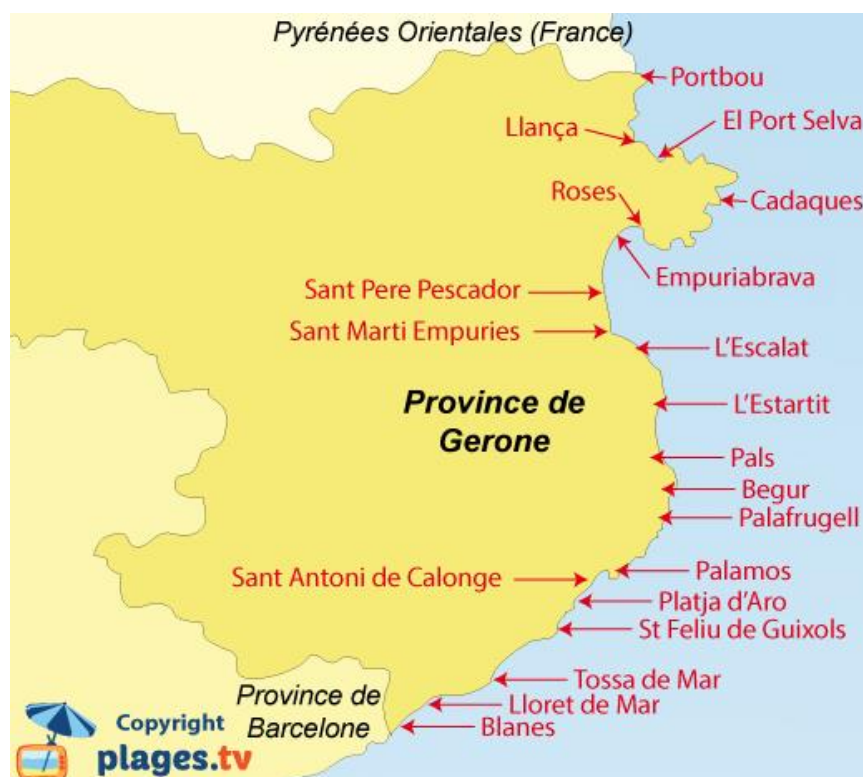 Pyrénées Orientales (France)
Portbou
El Port Selva
Llança
Roses
Cadaques
Empuriabrava
Sant Pere Pescador
Sant Marti Empuries
L'Escalat
Province de
Gerone
L'Estartit
Pals
Begur
Palafrugell
Sant Antoni de Calonge
Palamos
Platja d'Aro
St Feliu de Guixols
Tossa de Mar
Lloret de Mar
Blanes
Province de
Barcelone
Copyright
plages.tv